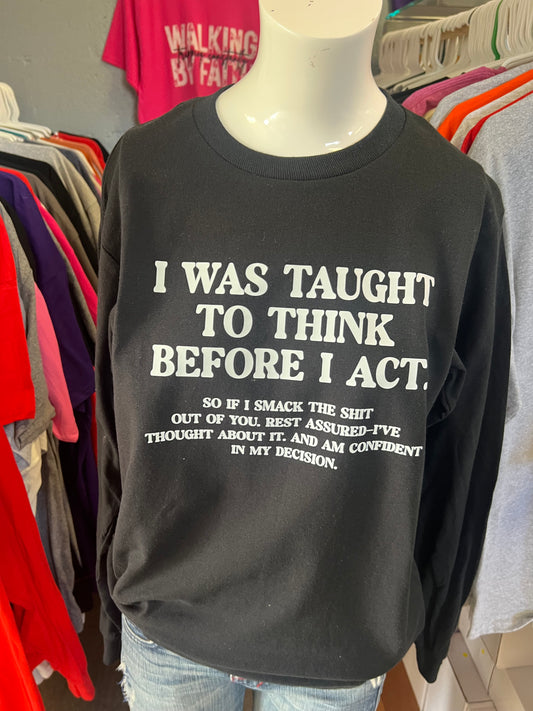 WALKING
BY FAITH
I WAS TAUGHT
TO THINK
BEFORE I ACT.
SO IF I SMACK THE SHIT
OUT OF YOU. REST ASSURED-I'VE
THOUGHT ABOUT IT. AND AM CONFIDENT
IN MY DECISION.